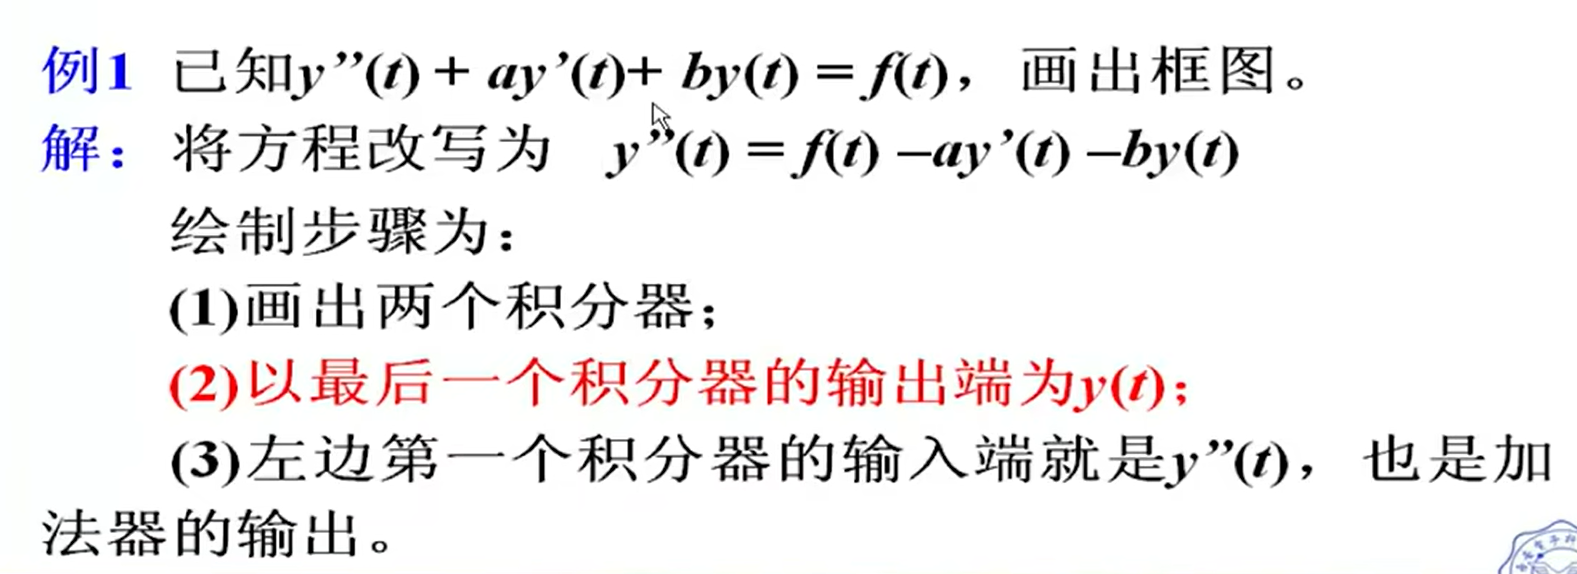 例1 已知y”(t) + ay’(t)+ by(t) = f(t)，画出框图。
解：将方程改写为 y”(t) = f(t) –ay’(t) –by(t)
绘制步骤为：
(1)画出两个积分器；
(2)以最后一个积分器的输出端为y(t)；
(3)左边第一个积分器的输入端就是y”(t)，也是加
法器的输出。